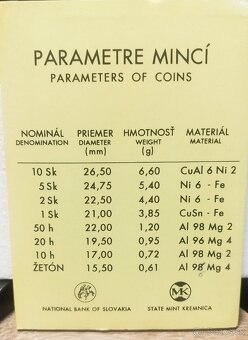 PARAMETRE MINCÍ
PARAMETERS OF COINS
NOMINÁL PRIEMER HMOTNOSŤ MATERIÁL
DENOMINATION DIAMETER WEIGHT MATERIAL
(mm) (g)
10 Sk 26,50 6,60 CuAl 6 Ni 2
5 Sk 24,75 5,40 Ni 6 - Fe
2 Sk 22,50 4,40 Ni 6 - Fe
1 Sk 21,00 3,85 CuSn - Fe
50 h 22,00 1,20 Al 98 Mg 2
20 h 19,50 0,95 Al 96 Mg 4
10 h 17,00 0,72 Al 98 Mg 2
ŽETÓN 15,50 0,61 Al 98 Mg 4
6
MK
NATIONAL BANK OF SLOVAKIA STATE MINT KREMNICA